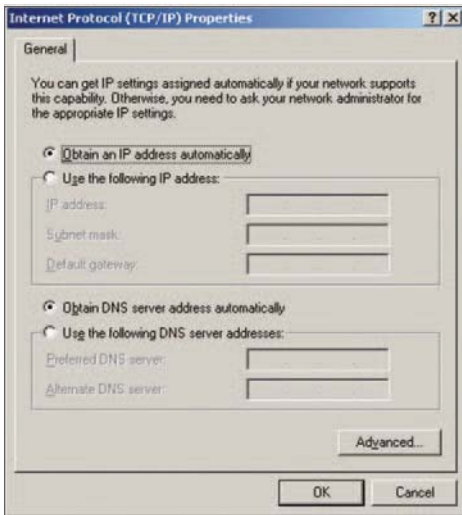 Internet Protocol (TCP/IP) Properties
? X
General
You can get IP settings assigned automatically if your network supports
this capability. Otherwise, you need to ask your network administrator for
the appropriate IP settings.
Obtain an IP address automatically
Use the following IP address:
IP address:
Subnet mask:
Default gateway:
Obtain DNS server address automatically
Use the following DNS server addresses:
Preferred DNS server:
Alternate DNS server:
Advanced...
OK Cancel